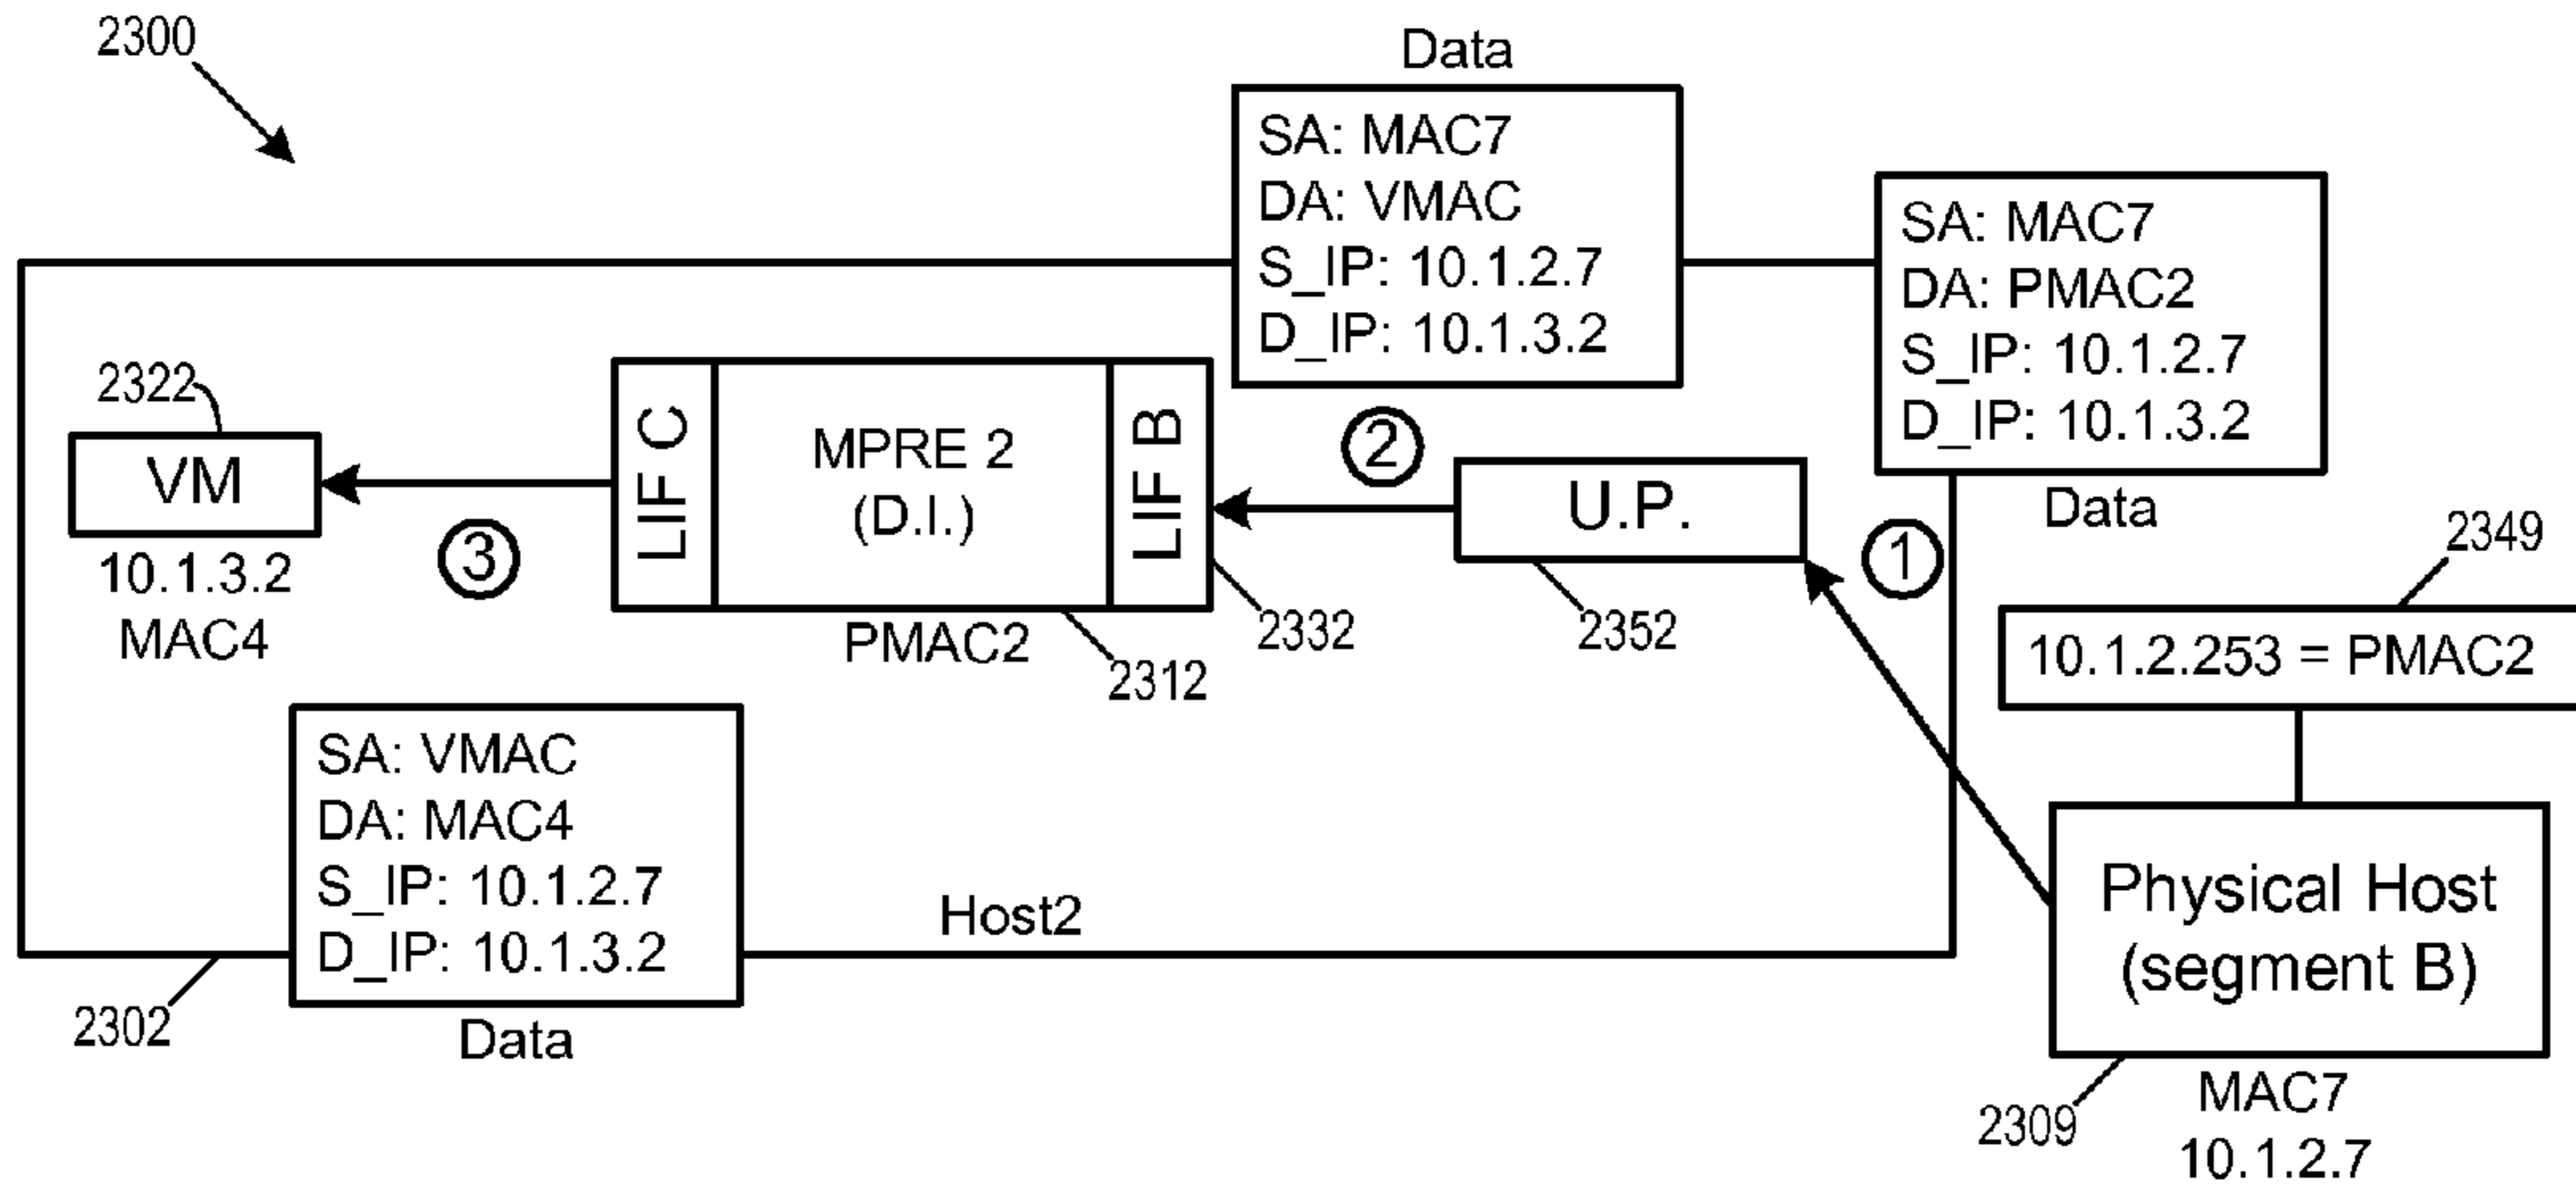 2300
Data
SA: MAC7
DA: VMAC
S_IP: 10.1.2.7
D_IP: 10.1.3.2
SA: MAC7
DA: PMAC2
S_IP: 10.1.2.7
D_IP: 10.1.3.2
Data
2322
VM
10.1.3.2
MAC4
3
LIF C
MPRE 2
(D.I.)
LIF B
PMAC2
2312
2332
2
U.P.
2352
1
2349
10.1.2.253 = PMAC2
SA: VMAC
DA: MAC4
S_IP: 10.1.2.7
D_IP: 10.1.3.2
Data
2302
Host2
Physical Host
(segment B)
2309
MAC7
10.1.2.7